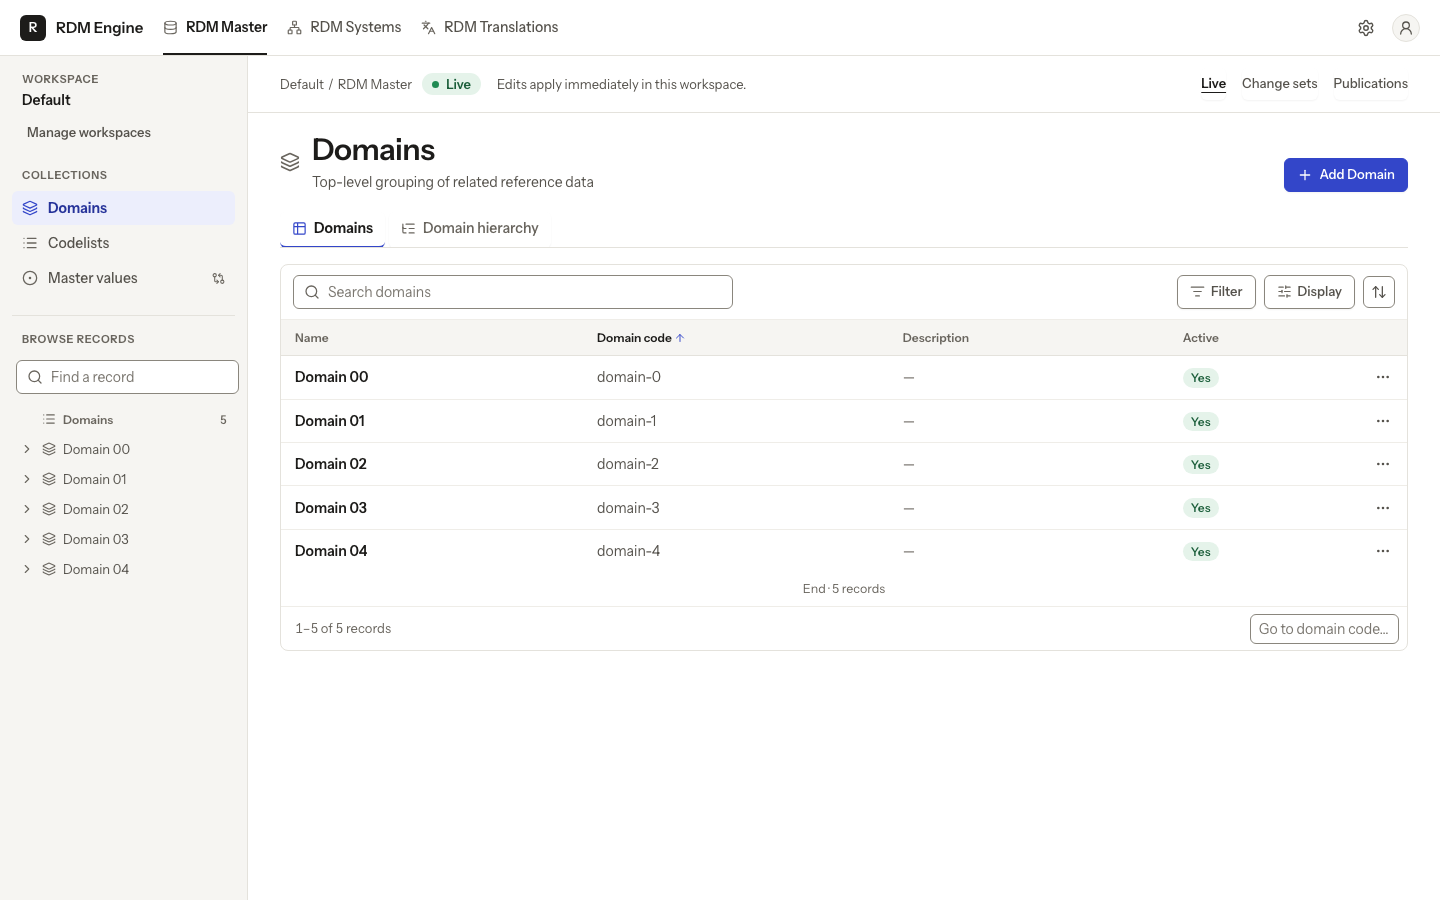 R RDM Engine RDM Master RDM Systems RDM Translations
WORKSPACE
Default
Manage workspaces
COLLECTIONS
Domains
Codelists
Master values
BROWSE RECORDS
Find a record
Domains 5
Domain 00
Domain 01
Domain 02
Domain 03
Domain 04
Default / RDM Master Live Edits apply immediately in this workspace. Live Change sets Publications
Domains
Top-level grouping of related reference data
Add Domain
Domains Domain hierarchy
Search domains Filter Display
Name Domain code Description Active
Domain 00 domain-0 — Yes
Domain 01 domain-1 — Yes
Domain 02 domain-2 — Yes
Domain 03 domain-3 — Yes
Domain 04 domain-4 — Yes
End · 5 records
1–5 of 5 records Go to domain code...